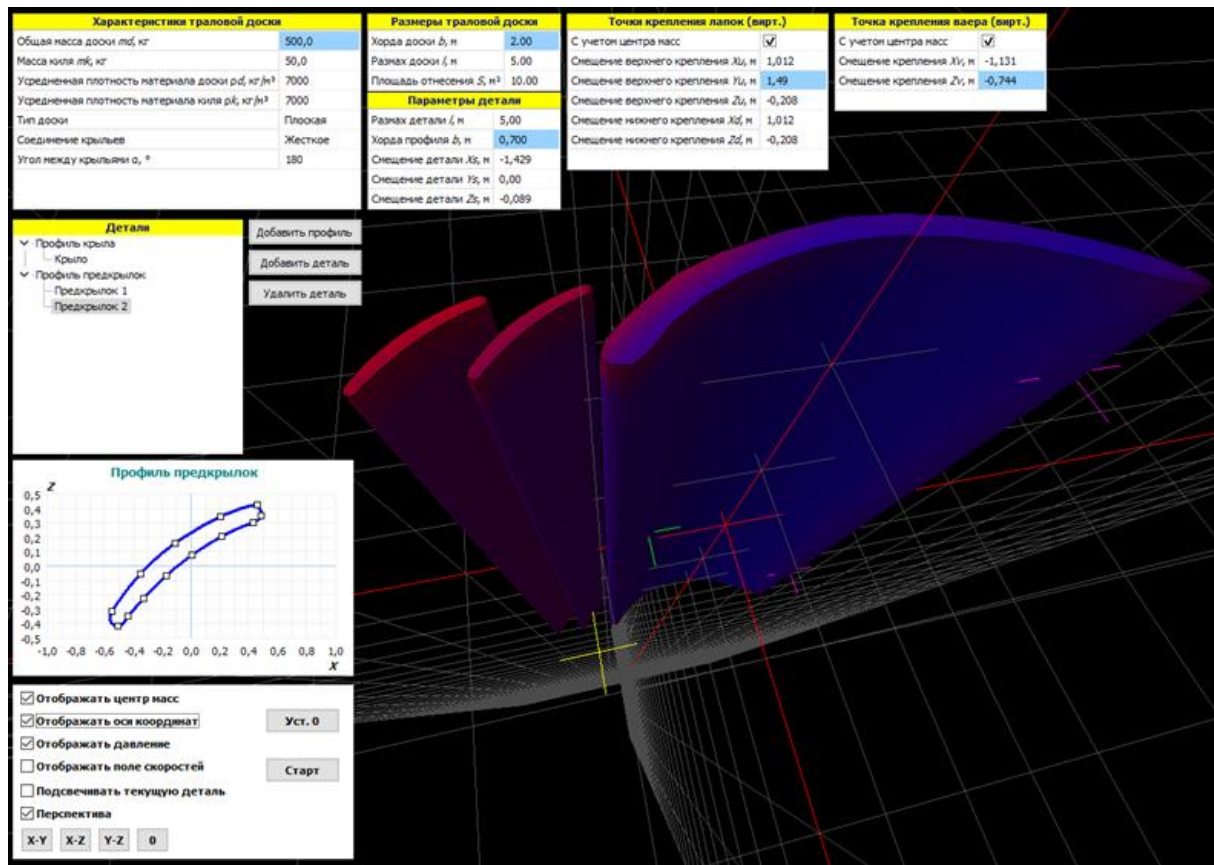 Характеристики траловой доски
Общая масса доски md, кг 500,0
Масса киля mk, кг 50,0
Усредненная плотность материала доски ρd, кг/м³ 7000
Усредненная плотность материала киля ρk, кг/м³ 7000
Тип доски Плоская
Соединение крыльев Жесткое
Угол между крыльями α, ° 180
Размеры траловой доски
Хорда доски b, м 2.00
Размах доски l, м 5.00
Площадь отнесения S, м² 10.00
Параметры детали
Размах детали l, м 5,00
Хорда профиля b, м 0,700
Смещение детали Xs, м -1,429
Смещение детали Ys, м 0,00
Смещение детали Zs, м -0,089
Точки крепления лапок (вирт.)
С учетом центра масс
Смещение верхнего крепления Xu, м 1,012
Смещение верхнего крепления Yu, м 1,49
Смещение верхнего крепления Zu, м -0,208
Смещение нижнего крепления Xd, м 1,012
Смещение нижнего крепления Zd, м -0,208
Точка крепления ваера (вирт.)
С учетом центра масс
Смещение крепления Xv, м -1,131
Смещение крепления Zv, м -0,744
Детали
Профиль крыла
Крыло
Профиль предкрылок
Предкрылок 1
Предкрылок 2
Добавить профиль
Добавить деталь
Удалить деталь
Профиль предкрылок
Z
0,5
0,4
0,3
0,2
0,1
0,0
-0,1
-0,2
-0,3
-0,4
-0,5
-1,0 -0,8 -0,6 -0,4 -0,2 0,0 0,2 0,4 0,6 0,8 1,0
X
Отображать центр масс
Отображать оси координат
Отображать давление
Отображать поле скоростей
Подсвечивать текущую деталь
Перспектива
Уст. 0
Старт
X-Y X-Z Y-Z 0